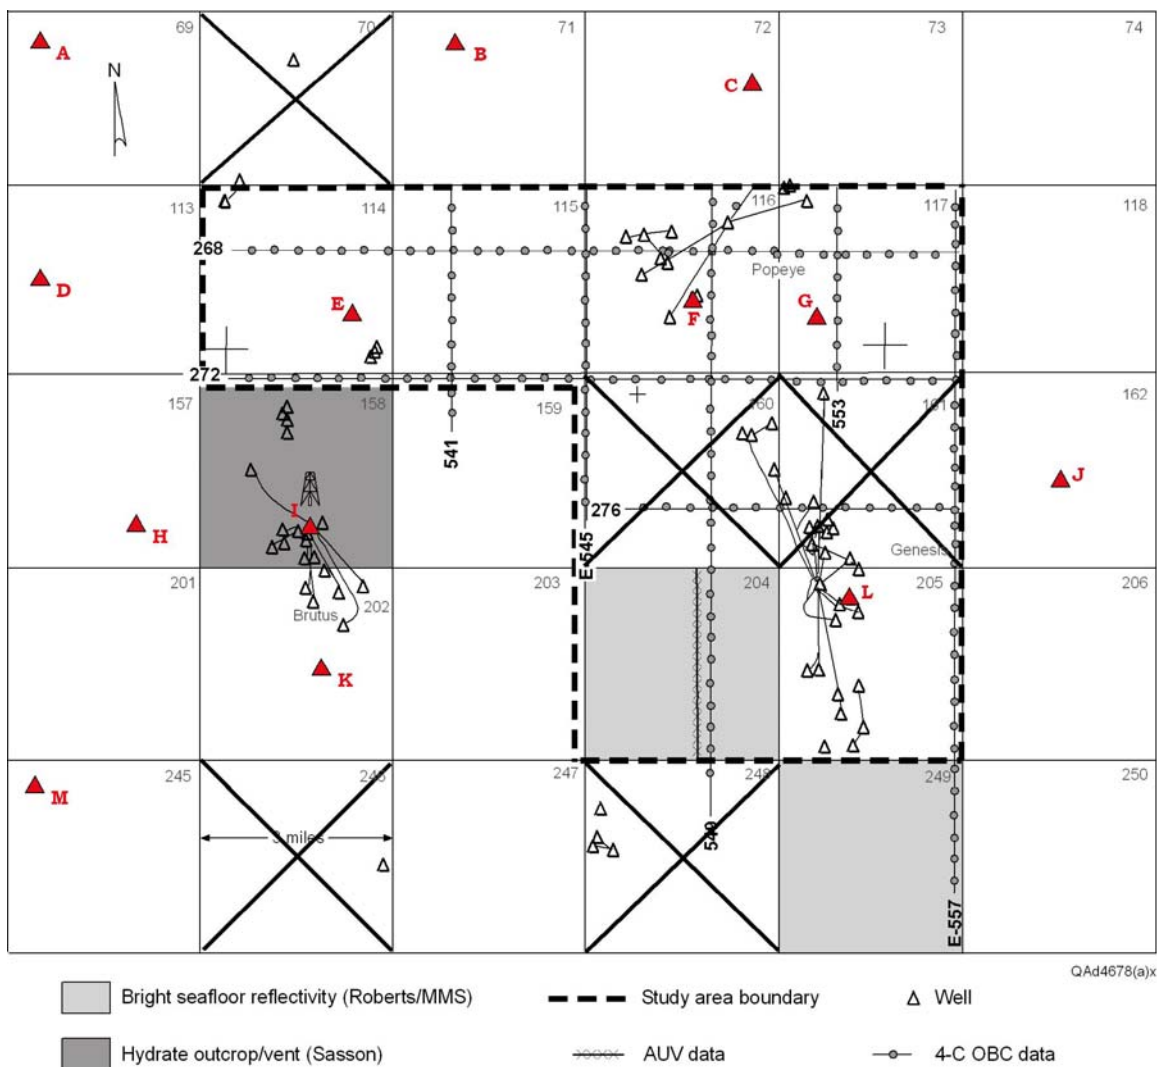 69
70
71
72
73
74
A
B
C
N
113
114
115
116
117
118
268
Popeye
D
E
F
G
272
157
158
159
160
161
162
553
541
J
276
I
H
Genesis
E-545
201
202
203
204
205
206
L
Brutus
K
245
246
247
248
249
250
M
3 miles
549
E-557
QAd4678(a)x
Bright seafloor reflectivity (Roberts/MMS)
Study area boundary
Well
Hydrate outcrop/vent (Sasson)
AUV data
4-C OBC data